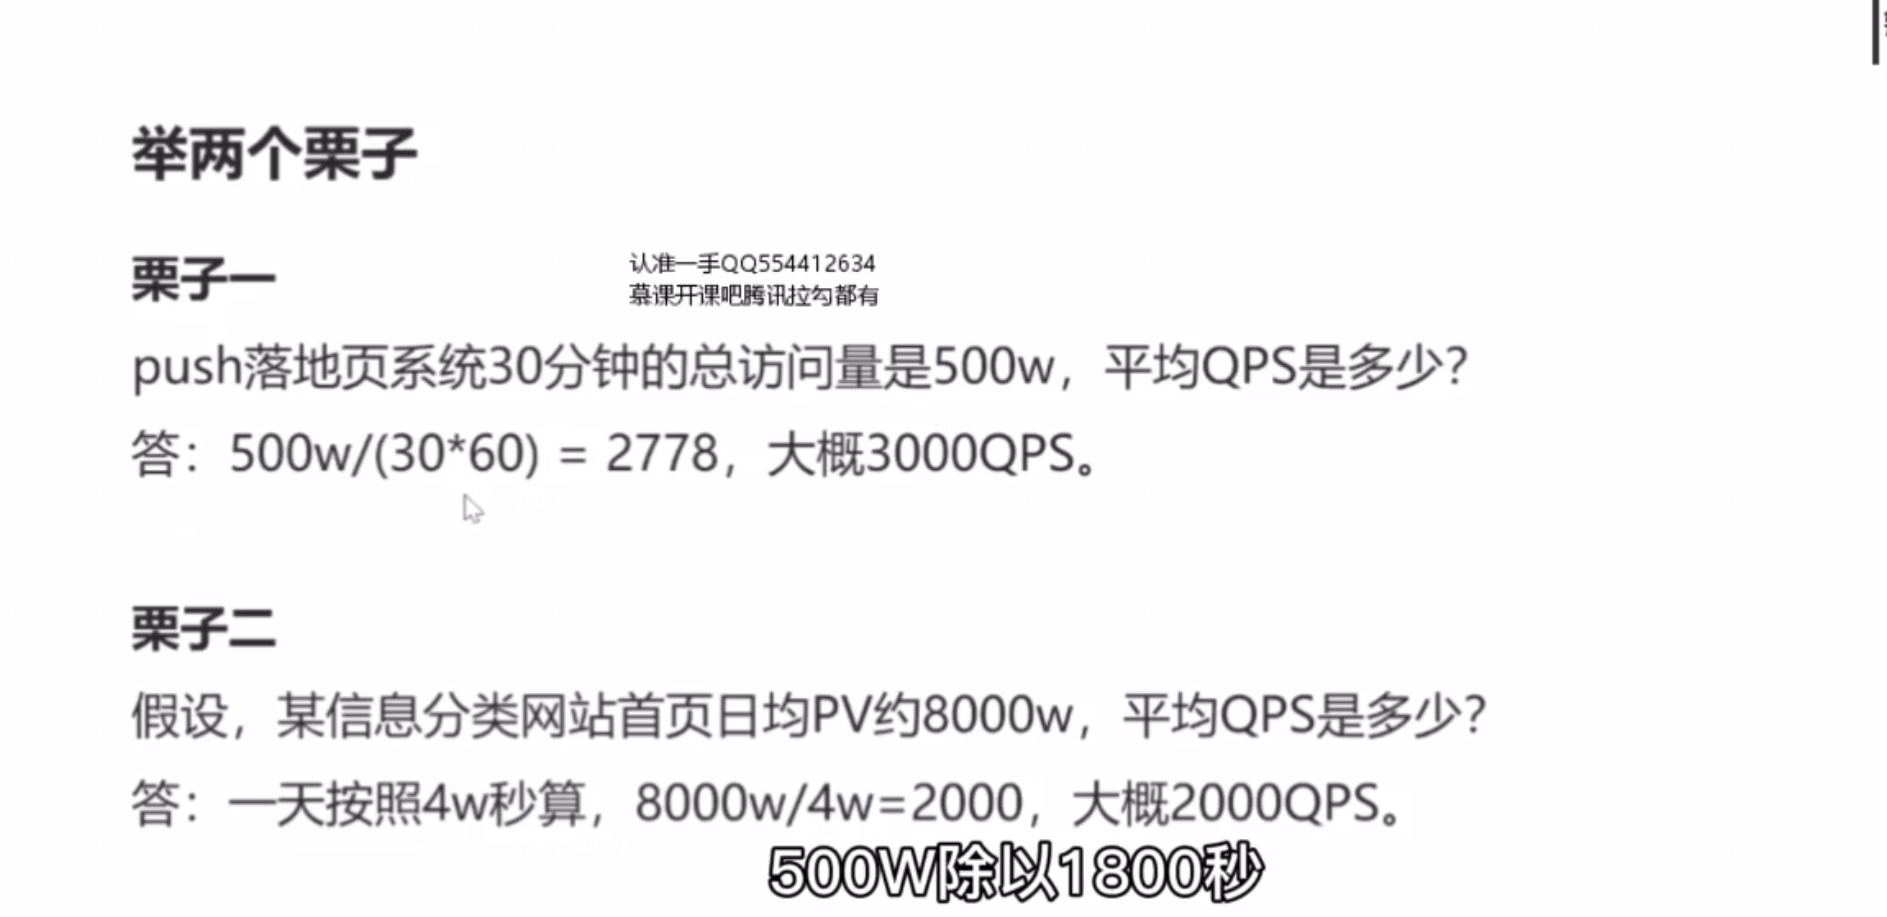 举两个栗子
栗子一
认准一手QQ554412634
慕课开课吧腾讯拉勾都有
push落地页系统30分钟的总访问量是500w，平均QPS是多少？
答：500w/(30*60) = 2778，大概3000QPS。
栗子二
假设，某信息分类网站首页日均PV约8000w，平均QPS是多少？
答：一天按照4w秒算，8000w/4w=2000，大概2000QPS。
500W除以1800秒